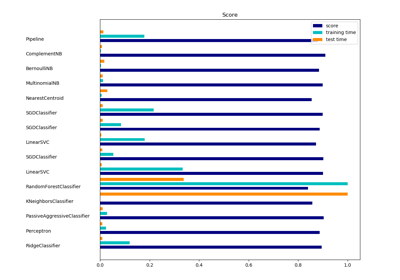 Score
score
training time
test time
Pipeline
ComplementNB
BernoulliNB
MultinomialNB
NearestCentroid
SGDClassifier
SGDClassifier
LinearSVC
SGDClassifier
LinearSVC
RandomForestClassifier
KNeighborsClassifier
PassiveAggressiveClassifier
Perceptron
RidgeClassifier
0.0 0.2 0.4 0.6 0.8 1.0